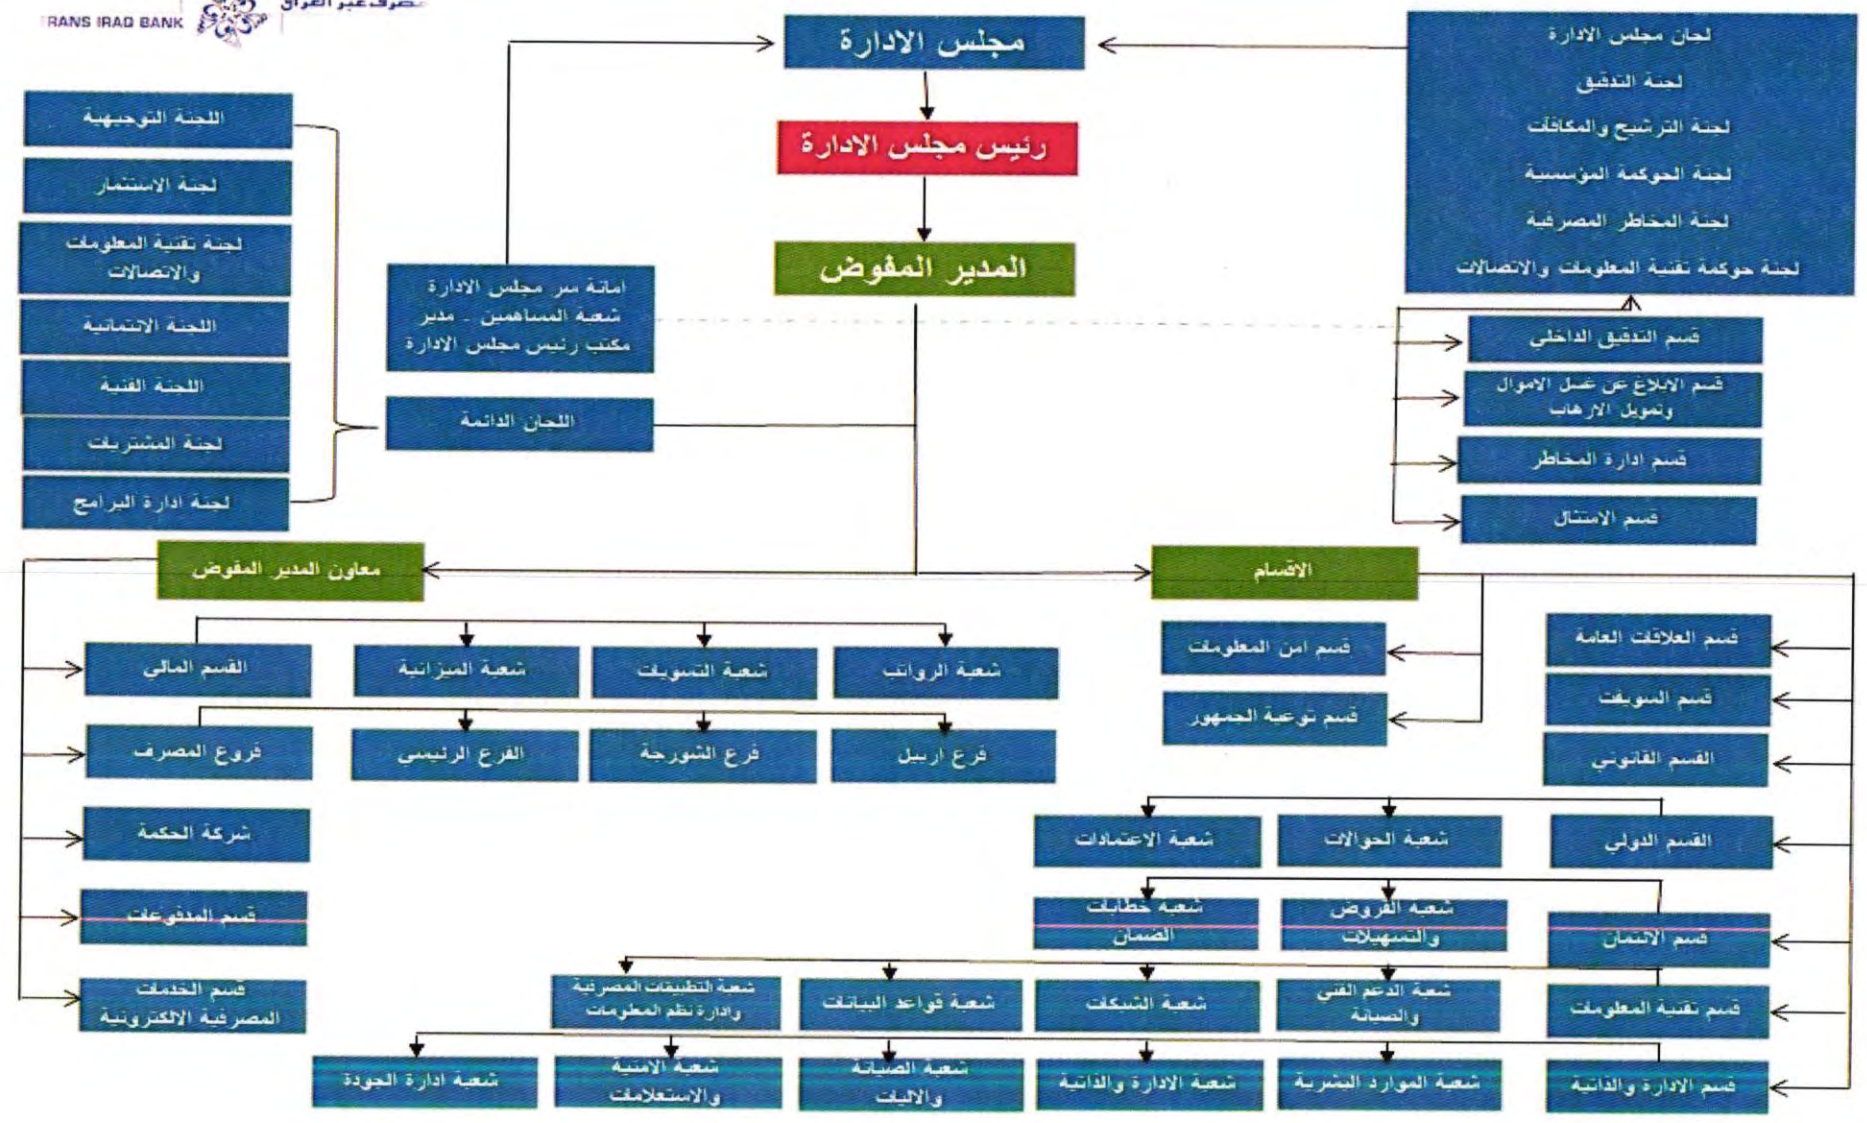 مصرف عبر العراق
RANS IRAQ BANK
مجلس الادارة
رئيس مجلس الادارة
المدير المفوض
لجان مجلس الادارة
لجنة التدقيق
لجنة الترشيح والمكافآت
لجنة الحوكمة المؤسسية
لجنة المخاطر المصرفية
لجنة حوكمة تقنية المعلومات والاتصالات
قسم التدقيق الداخلي
قسم الابلاغ عن غسل الاموال
وتمويل الارهاب
قسم ادارة المخاطر
قسم الامتثال
امانة سر مجلس الادارة
شعبة المساهمين - مدير
مكتب رئيس مجلس الادارة
اللجان الدائمة
اللجنة التوجيهية
لجنة الاستثمار
لجنة تقنية المعلومات
والاتصالات
اللجنة الائتمانية
اللجنة الفنية
لجنة المشتريات
لجنة ادارة البرامج
الاقسام
معاون المدير المفوض
قسم العلاقات العامة
قسم السويفت
القسم القانوني
قسم امن المعلومات
قسم توعية الجمهور
القسم الدولي
شعبة الحوالات
شعبة الاعتمادات
قسم الائتمان
شعبة القروض
والتسهيلات
شعبة خطابات
الضمان
قسم تقنية المعلومات
شعبة الدعم الفني
والصيانة
شعبة الشبكات
شعبة قواعد البيانات
شعبة التطبيقات المصرفية
وادارة نظم المعلومات
قسم الادارة والذاتية
شعبة الموارد البشرية
شعبة الادارة والذاتية
شعبة الصيانة
والاليات
شعبة الامنية
والاستعلامات
شعبة ادارة الجودة
القسم المالي
شعبة الميزانية
شعبة التسويات
شعبة الرواتب
فروع المصرف
الفرع الرئيسي
فرع الشورجة
فرع اربيل
شركة الحكمة
قسم المدفوعات
قسم الخدمات
المصرفية الالكترونية